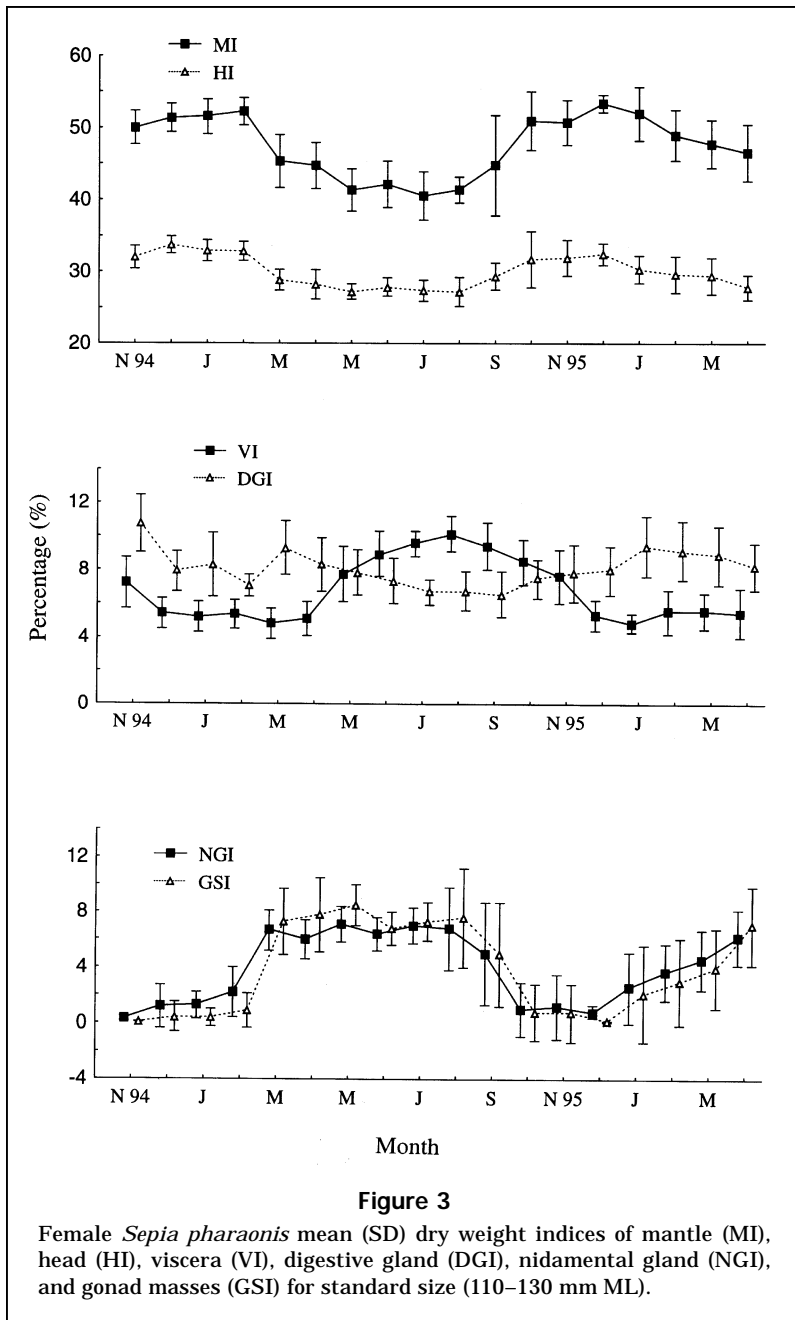 MI
HI
60
50
40
30
20
N 94 J M M J S N 95 J M
VI
DGI
Percentage (%)
12
8
4
0
N 94 J M M J S N 95 J M
NGI
GSI
12
8
4
0
-4
N 94 J M M J S N 95 J M
Month
Figure 3
Female Sepia pharaonis mean (SD) dry weight indices of mantle (MI),
head (HI), viscera (VI), digestive gland (DGI), nidamental gland (NGI),
and gonad masses (GSI) for standard size (110–130 mm ML).